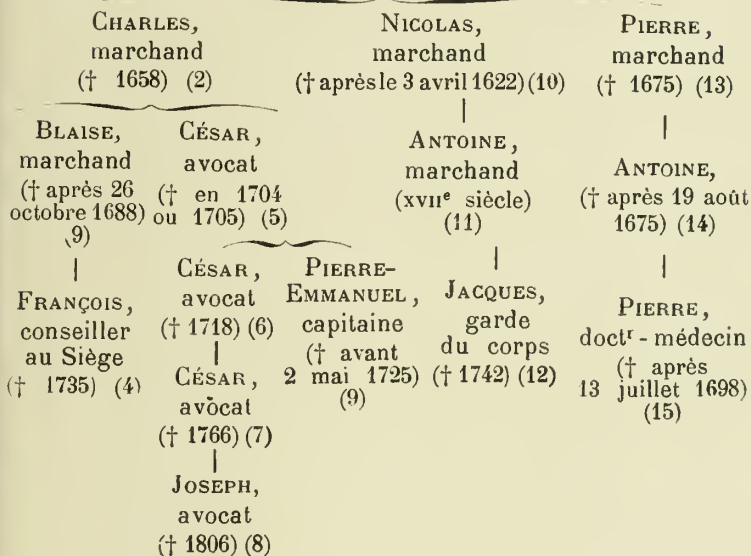 CHARLES,
marchand
(† 1658) (2)
BLAISE,
marchand
(† après 26
octobre 1688)
9)
FRANÇOIS,
conseiller
au Siège
(† 1735) (4)
CÉSAR,
avocat
(† en 1704
ou 1705) (5)
CÉSAR,
avocat
(† 1718) (6)
CÉSAR,
avocat
(† 1766) (7)
JOSEPH,
avocat
(† 1806) (8)
PIERRE-
EMMANUEL,
capitaine
(† avant
2 mai 1725)
(9)
NICOLAS,
marchand
(† après le 3 avril 1622) (10)
ANTOINE,
marchand
(XVIIe siècle)
(11)
JACQUES,
garde
du corps
(† 1742) (12)
PIERRE,
marchand
(† 1675) (13)
ANTOINE,
(† après 19 août
1675) (14)
PIERRE,
doctr - médecin
(† après
13 juillet 1698)
(15)